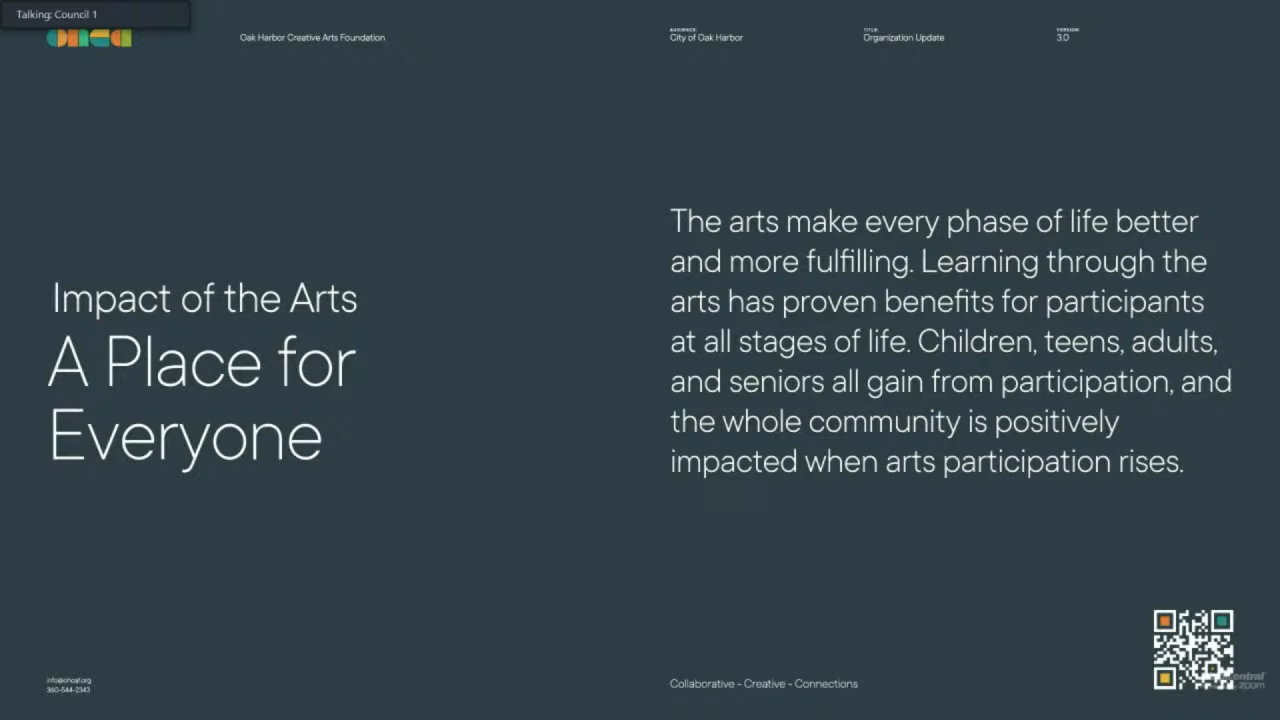 Talking: Council 1
Oak Harbor Creative Arts Foundation
AUDIENCE:
City of Oak Harbor
TITLE:
Organization Update
VERSION:
3.0
Impact of the Arts
A Place for
Everyone
The arts make every phase of life better
and more fulfilling. Learning through the
arts has proven benefits for participants
at all stages of life. Children, teens, adults,
and seniors all gain from participation, and
the whole community is positively
impacted when arts participation rises.
info@ohcaf.org
360-544-2343
Collaborative - Creative - Connections
zoom